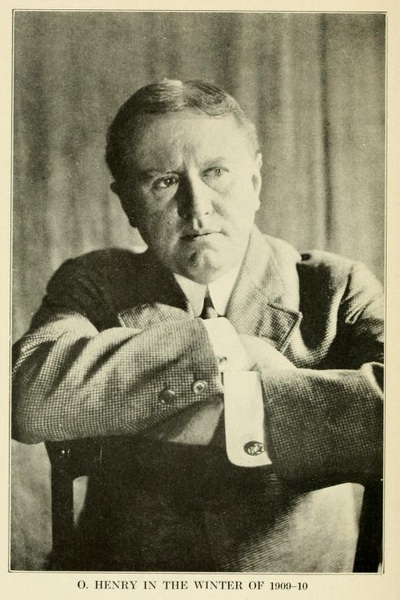 O. HENRY IN THE WINTER OF 1909–10